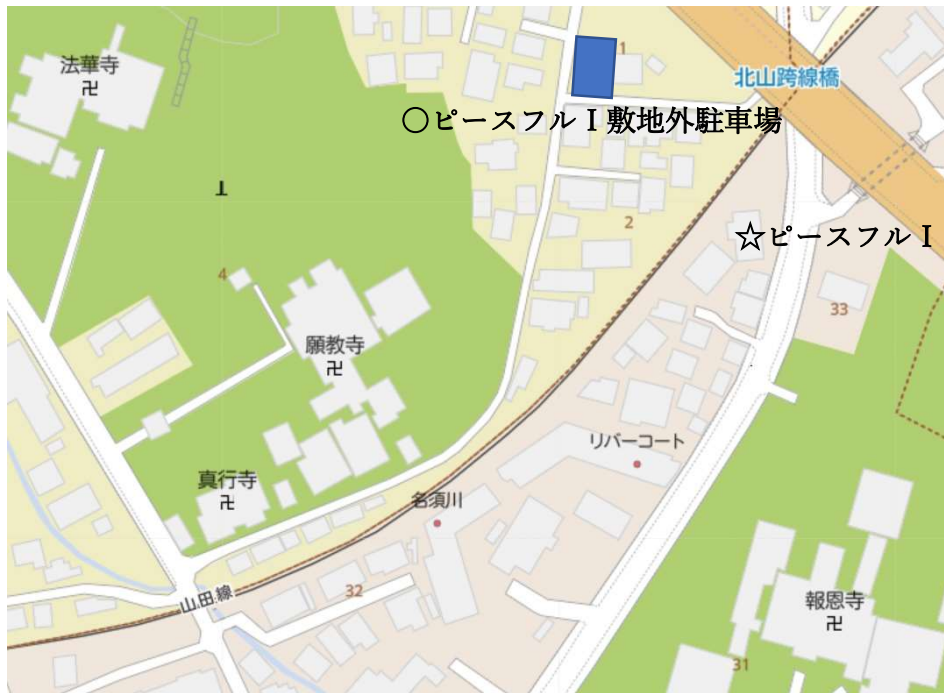 法華寺
卍
1
北山跨線橋
○ピースフルⅠ敷地外駐車場
2
☆ピースフルⅠ
4
33
願教寺
卍
リバーコート
真行寺
卍
名須川
山田線
32
報恩寺
卍
31